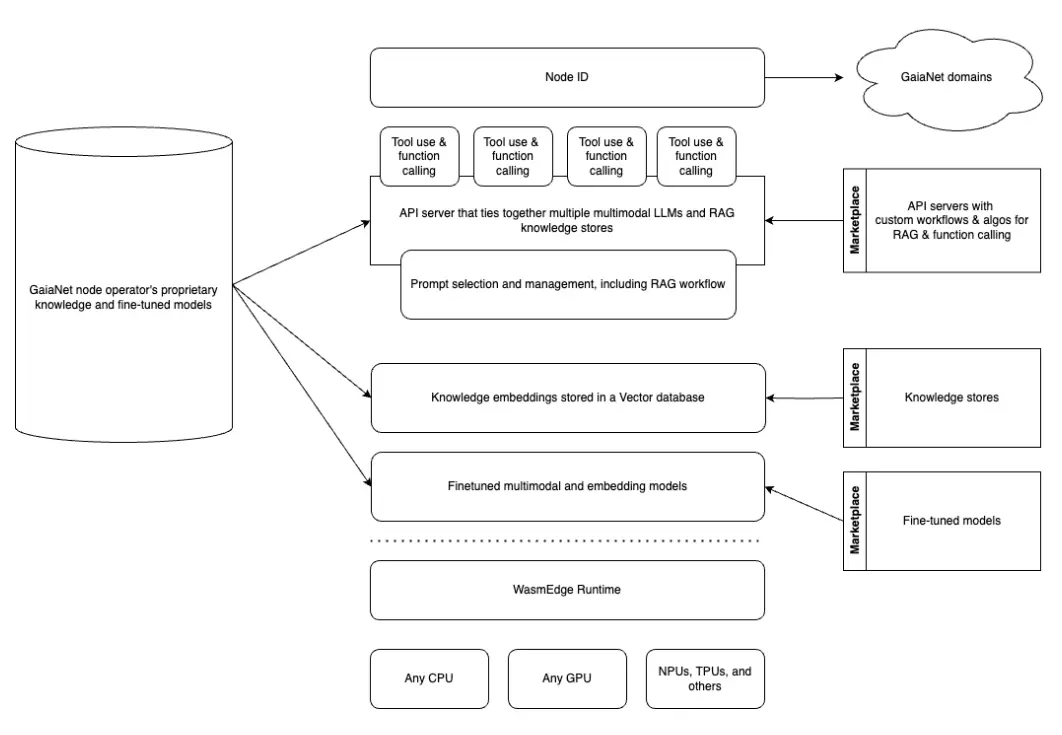 Node ID
GaiaNet domains
Tool use &
function
calling
Tool use &
function
calling
Tool use &
function
calling
Tool use &
function
calling
API server that ties together multiple multimodal LLMs and RAG
knowledge stores
Marketplace
API servers with
custom workflows & algos for
RAG & function calling
GaiaNet node operator's proprietary
knowledge and fine-tuned models
Prompt selection and management, including RAG workflow
Knowledge embeddings stored in a Vector database
Marketplace
Knowledge stores
Finetuned multimodal and embedding models
Marketplace
Fine-tuned models
WasmEdge Runtime
Any CPU
Any GPU
NPUs, TPUs, and
others